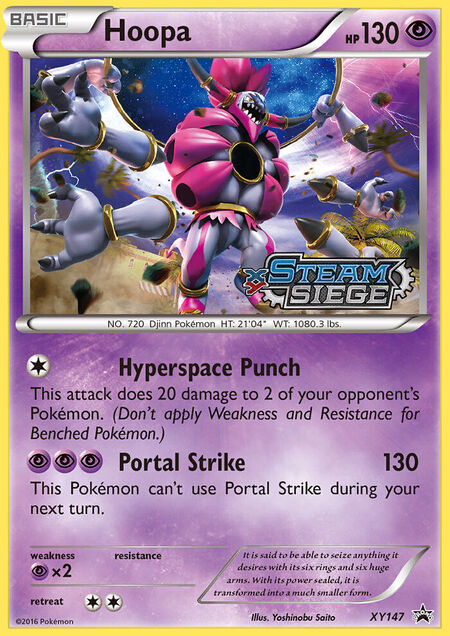 BASIC
Hoopa
HP 130
XY
STEAM
SIEGE
NO. 720 Djinn Pokémon HT: 21'04" WT: 1080.3 lbs.
Hyperspace Punch
This attack does 20 damage to 2 of your opponent's
Pokémon. (Don't apply Weakness and Resistance for
Benched Pokémon.)
Portal Strike 130
This Pokémon can't use Portal Strike during your
next turn.
weakness resistance
×2
retreat
It is said to be able to seize anything it
desires with its six rings and six huge
arms. With its power sealed, it is
transformed into a much smaller form.
©2016 Pokémon
Illus. Yoshinobu Saito
XY147